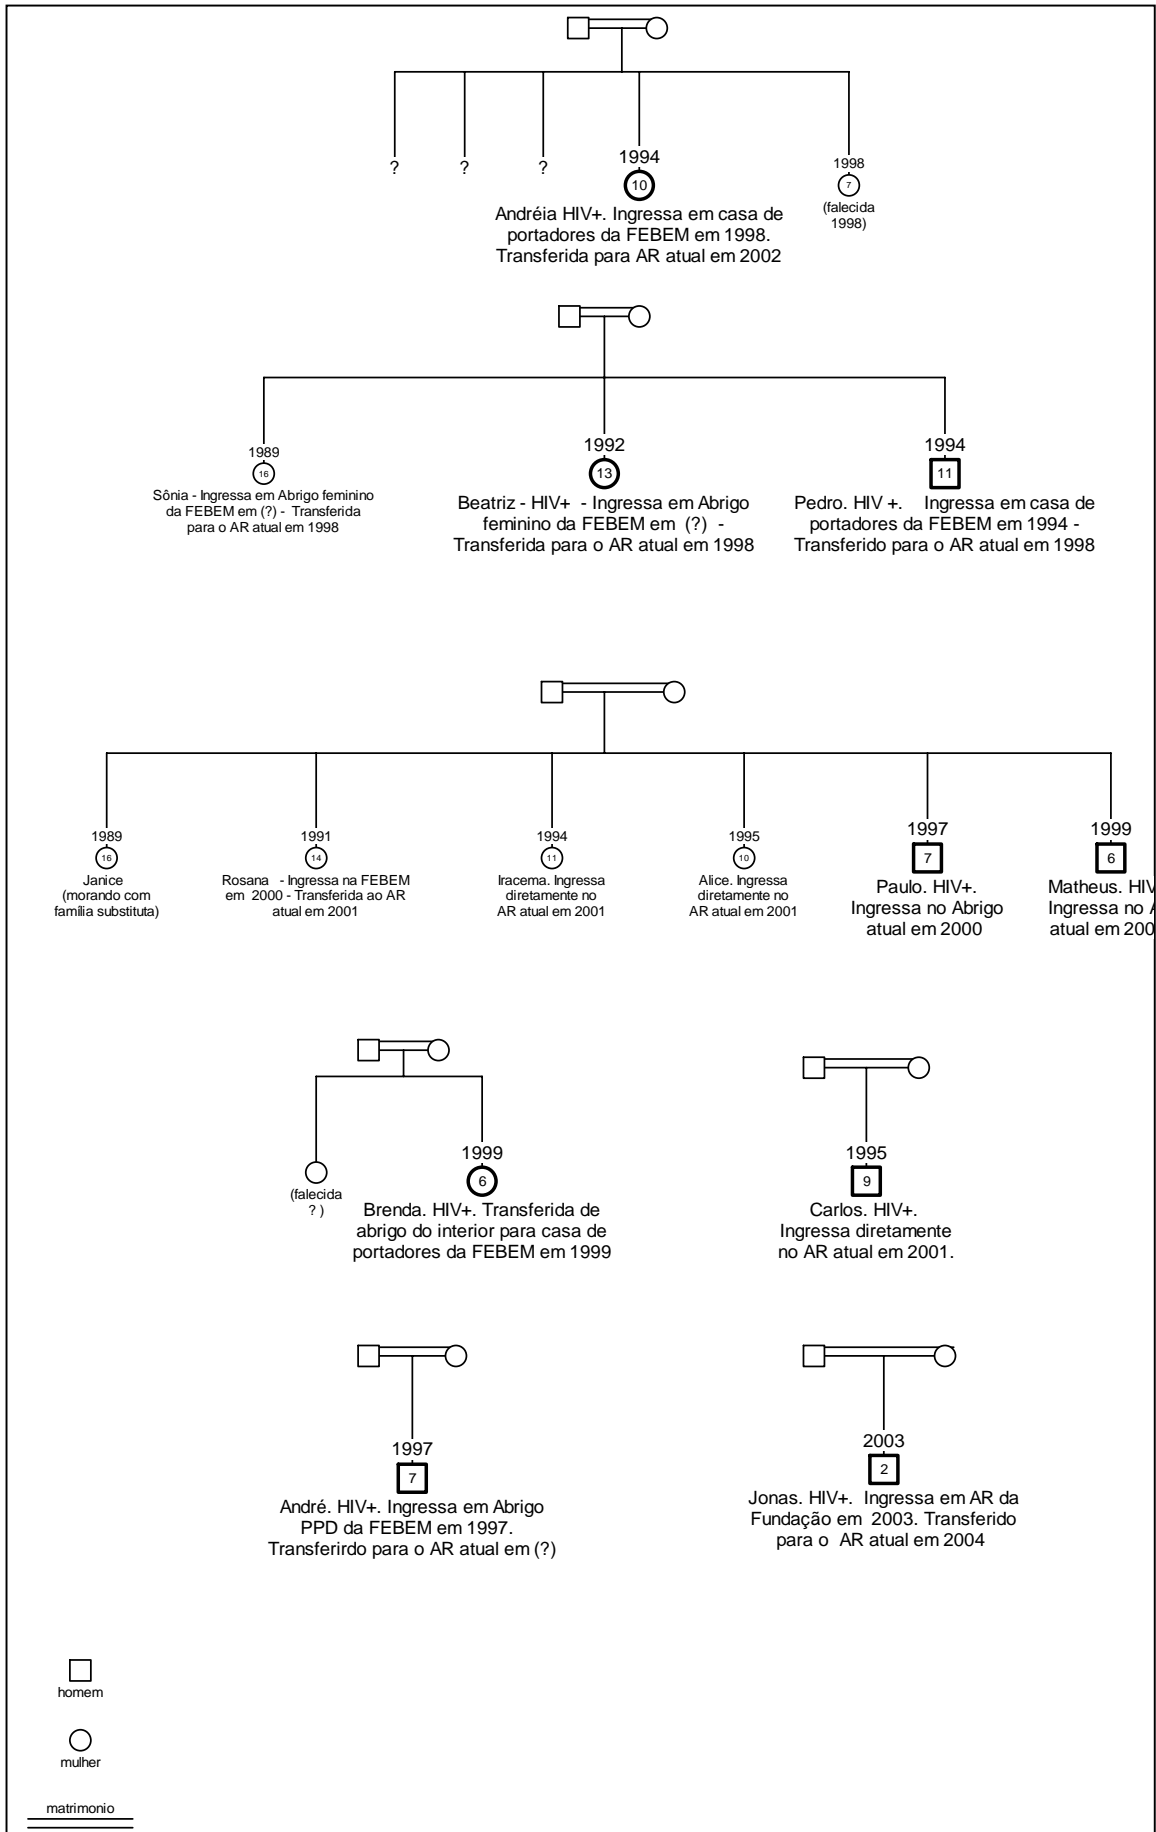 ?
?
?
1994
10
Andréia HIV+. Ingressa em casa de
portadores da FEBEM em 1998.
Transferida para AR atual em 2002
1998
7
(falecida
1998)
1989
16
Sônia - Ingressa em Abrigo feminino
da FEBEM em (?) - Transferida
para o AR atual em 1998
1992
13
Beatriz - HIV+ - Ingressa em Abrigo
feminino da FEBEM em (?) -
Transferida para o AR atual em 1998
1994
11
Pedro. HIV +. Ingressa em casa de
portadores da FEBEM em 1994 -
Transferido para o AR atual em 1998
1989
16
Janice
(morando com
família substituta)
1991
14
Rosana - Ingressa na FEBEM
em 2000 - Transferida ao AR
atual em 2001
1994
11
Iracema. Ingressa
diretamente no
AR atual em 2001
1995
10
Alice. Ingressa
diretamente no
AR atual em 2001
1997
7
Paulo. HIV+.
Ingressa no Abrigo
atual em 2000
1999
6
Matheus. HIV
Ingressa no A
atual em 200
(falecida
? )
1999
6
Brenda. HIV+. Transferida de
abrigo do interior para casa de
portadores da FEBEM em 1999
1995
9
Carlos. HIV+.
Ingressa diretamente
no AR atual em 2001.
1997
7
André. HIV+. Ingressa em Abrigo
PPD da FEBEM em 1997.
Transferirdo para o AR atual em (?)
2003
2
Jonas. HIV+. Ingressa em AR da
Fundação em 2003. Transferido
para o AR atual em 2004
homem
mulher
matrimonio